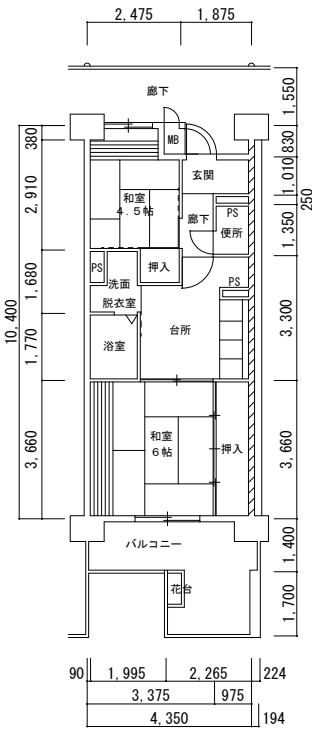 2,475 1,875
廊下
1,550
380
MB
830
玄関
1,010
250
2,910
和室
4.5帖
廊下
PS
便所
1,350
PS
洗面
脱衣室
押入
PS
1,680
10,400
台所
3,300
1,770
浴室
和室
6帖
押入
3,660
3,660
バルコニー
1,400
花台
1,700
90 1,995 2,265 224
3,375 975
4,350 194